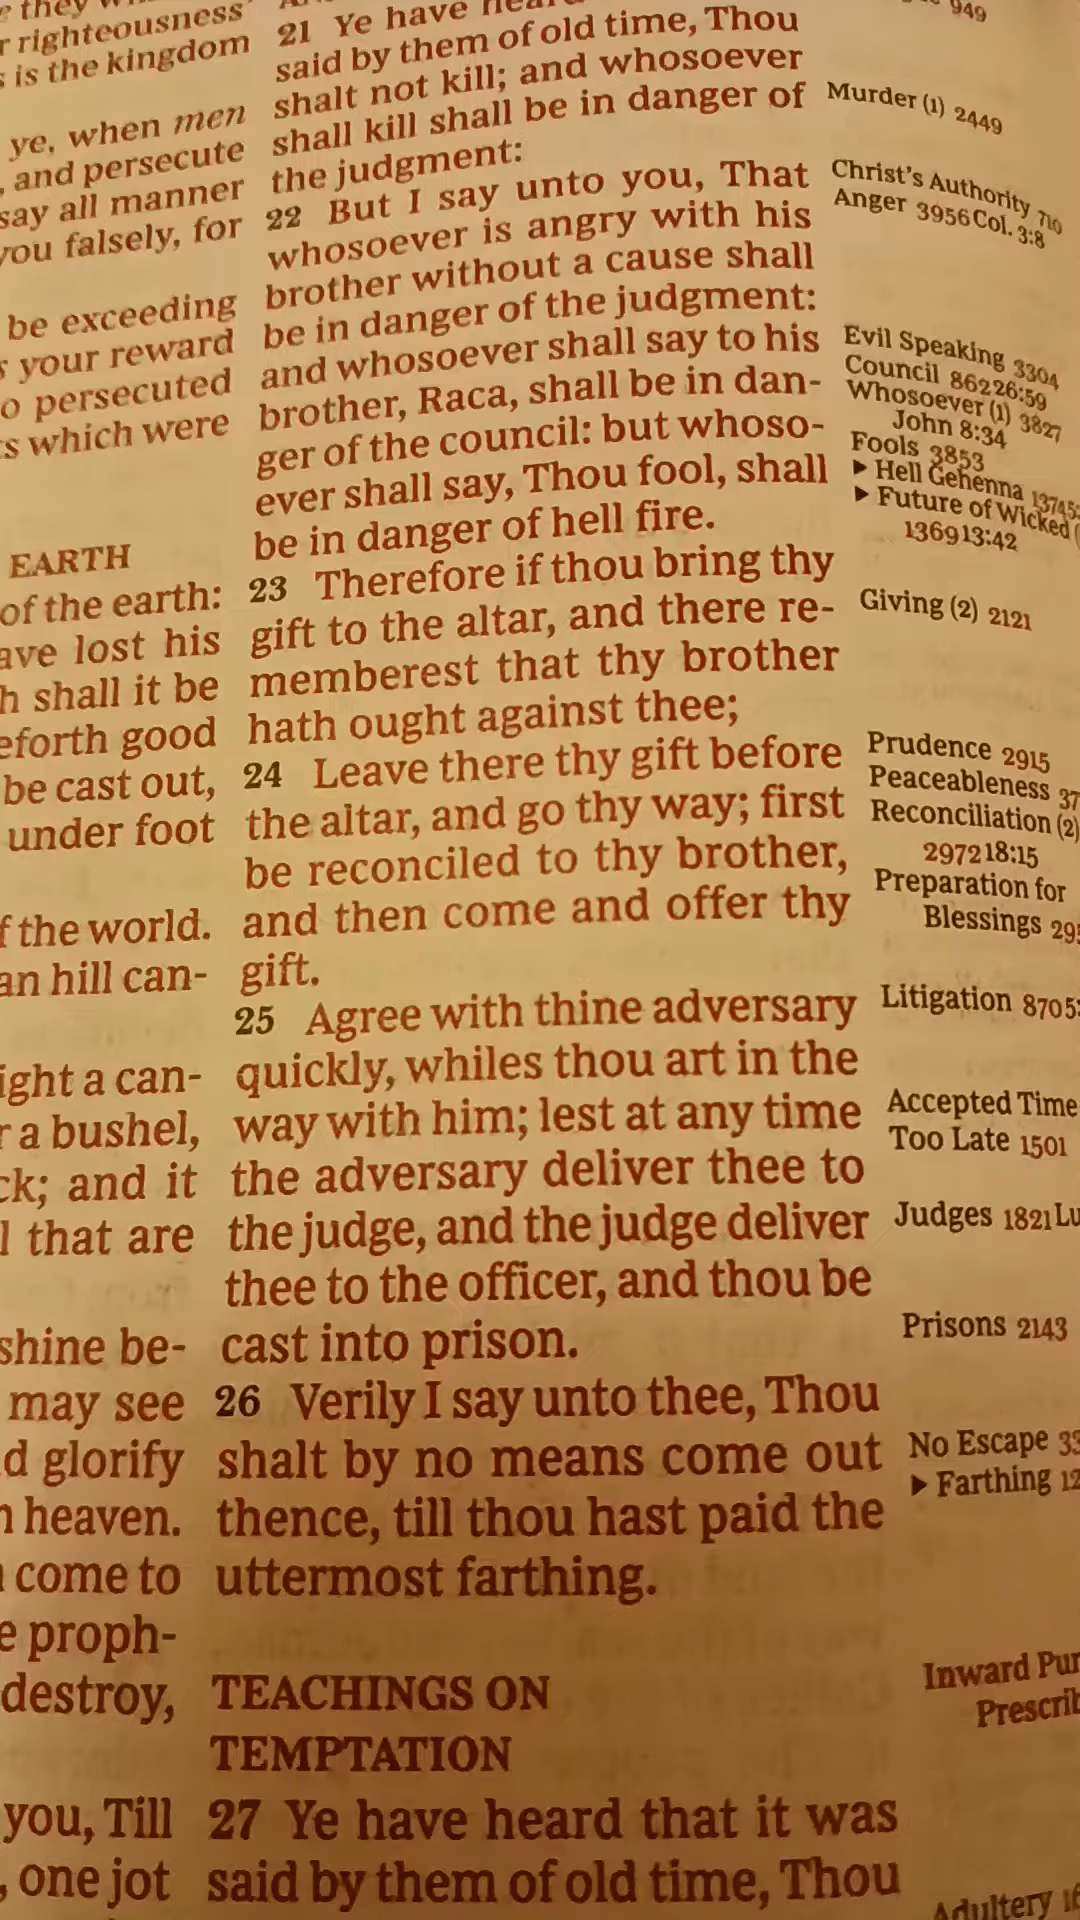 righteousness
is the kingdom
ye, when men
, and persecute
say all manner
you falsely, for
be exceeding
your reward
persecuted
which were
EARTH
of the earth:
lost his
shall it be
good
be cast out,
under foot
the world.
hill can-
a can-
a bushel,
and it
that are
shine be-
may see
glorify
heaven.
come to
proph-
destroy,
you, Till
, one jot
21 Ye have
said by them of old time, Thou
shalt not kill; and whosoever
shall kill shall be in danger of
the judgment:
22 But I say unto you, That
whosoever is angry with his
brother without a cause shall
be in danger of the judgment:
and whosoever shall say to his
brother, Raca, shall be in dan-
ger of the council: but whoso-
ever shall say, Thou fool, shall
be in danger of hell fire.
23 Therefore if thou bring thy
gift to the altar, and there re-
memberest that thy brother
hath ought against thee;
24 Leave there thy gift before
the altar, and go thy way; first
be reconciled to thy brother,
and then come and offer thy
gift.
25 Agree with thine adversary
quickly, whiles thou art in the
way with him; lest at any time
the adversary deliver thee to
the judge, and the judge deliver
thee to the officer, and thou be
cast into prison.
26 Verily I say unto thee, Thou
shalt by no means come out
thence, till thou hast paid the
uttermost farthing.
TEACHINGS ON
TEMPTATION
27 Ye have heard that it was
said by them of old time, Thou
949
Murder (1) 2449
Christ's Authority 710
Anger 3956 Col. 3:8
Evil Speaking 3304
Council 862 26:59
Whosoever (1) 3827
John 8:34
Fools 3853
▶ Hell Gehenna 1374
▶ Future of Wicked
1369 13:42
Giving (2) 2121
Prudence 2915
Peaceableness
Reconciliation (2)
2972 18:15
Preparation for
Blessings
Litigation 870
Accepted Time
Too Late 1501
Judges 1821
Prisons 2143
No Escape
▶ Farthing
Inward
Adultery